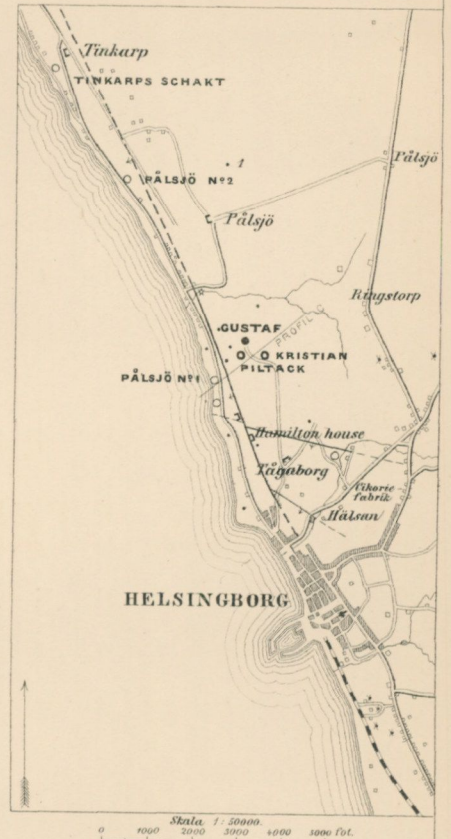 Tinkarp
TINKARPS SCHAKT
1
Pålsjö
PÅLSJÖ Nº2
Pålsjö
Ringstorp
PROFIL C
GUSTAF
KRISTIAN
PILTACK
PÅLSJÖ Nº1
Hamilton house
Tågaborg
Cikorie
fabrik
Hälsan
HELSINGBORG
Skala 1:50000.
0 1000 2000 3000 4000 5000 fot.